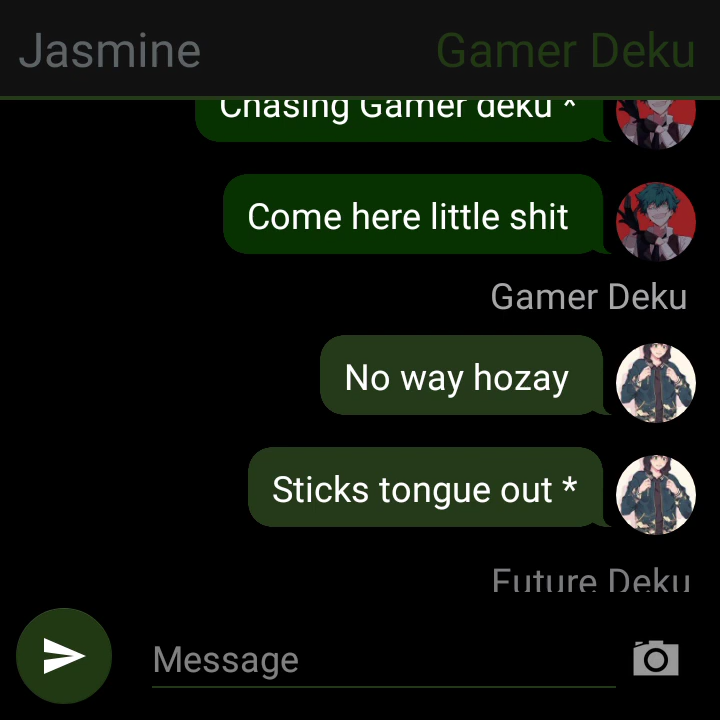 Jasmine
Gamer Deku
Chasing Gamer deku *
Come here little shit
Gamer Deku
No way hozay
Sticks tongue out *
Future Deku
Message